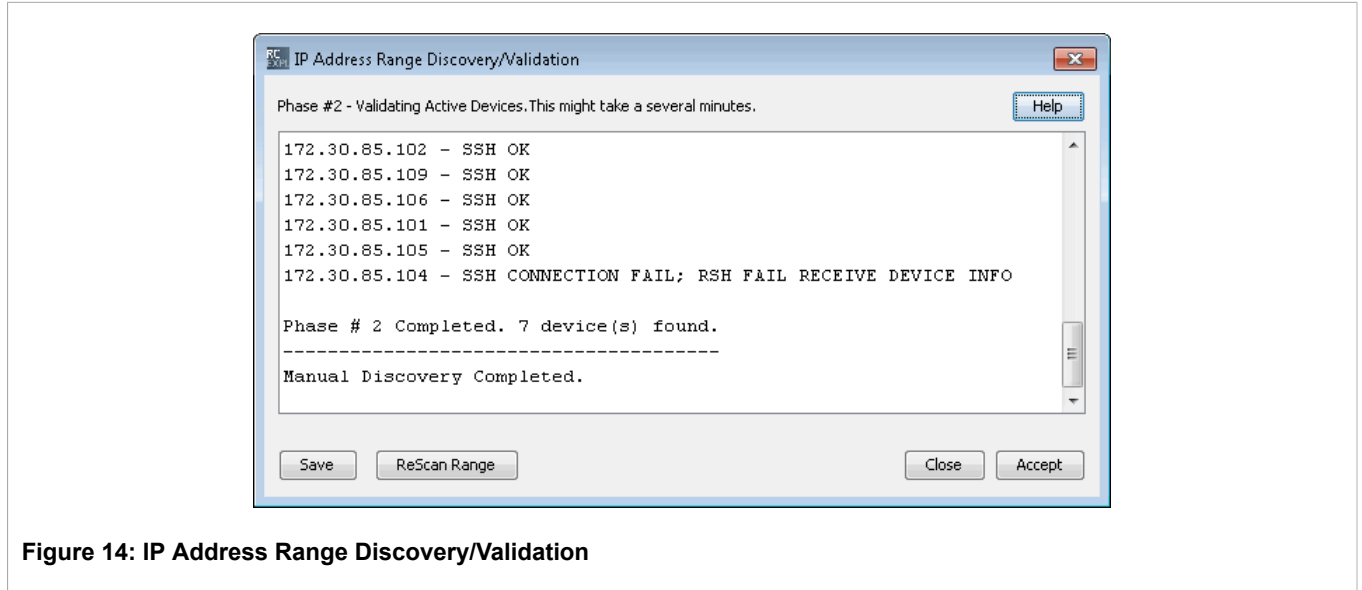 RC EXPL IP Address Range Discovery/Validation
Phase #2 - Validating Active Devices.This might take a several minutes.
Help
172.30.85.102 - SSH OK
172.30.85.109 - SSH OK
172.30.85.106 - SSH OK
172.30.85.101 - SSH OK
172.30.85.105 - SSH OK
172.30.85.104 - SSH CONNECTION FAIL; RSH FAIL RECEIVE DEVICE INFO
Phase # 2 Completed. 7 device(s) found.
---------------------------------------
Manual Discovery Completed.
Save ReScan Range Close Accept
Figure 14: IP Address Range Discovery/Validation